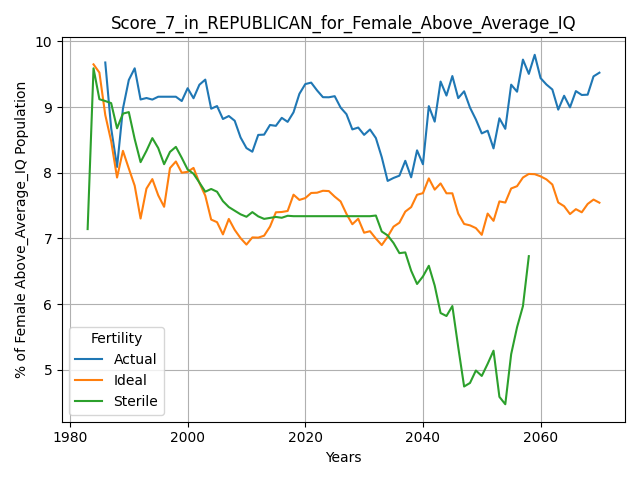 Score_7_in_REPUBLICAN_for_Female_Above_Average_IQ
% of Female Above_Average_IQ Population
10
9
8
7
6
5
Fertility
Actual
Ideal
Sterile
1980
2000
2020
2040
2060
Years